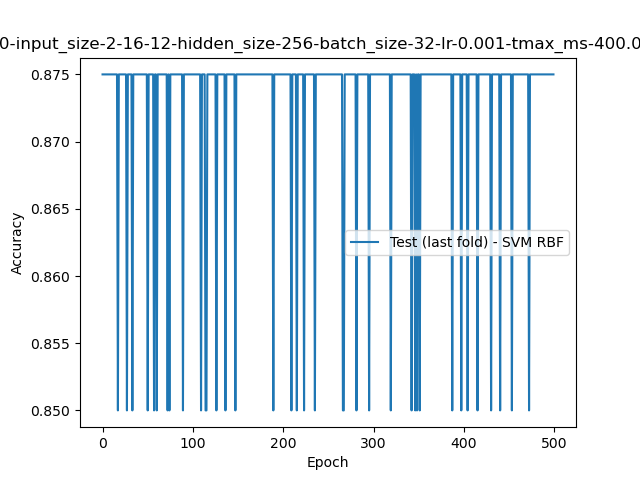 0-input_size-2-16-12-hidden_size-256-batch_size-32-lr-0.001-tmax_ms-400.0
0.875
0.870
0.865
0.860
0.855
0.850
Accuracy
Test (last fold) - SVM RBF
0 100 200 300 400 500
Epoch